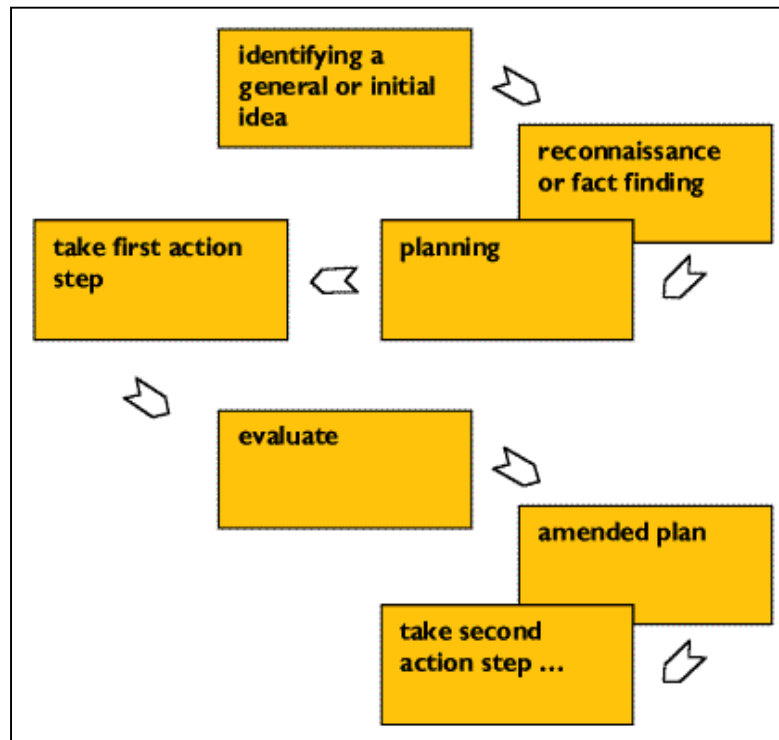 identifying a
general or initial
idea
reconnaissance
or fact finding
planning
take first action
step
evaluate
amended plan
take second
action step ...